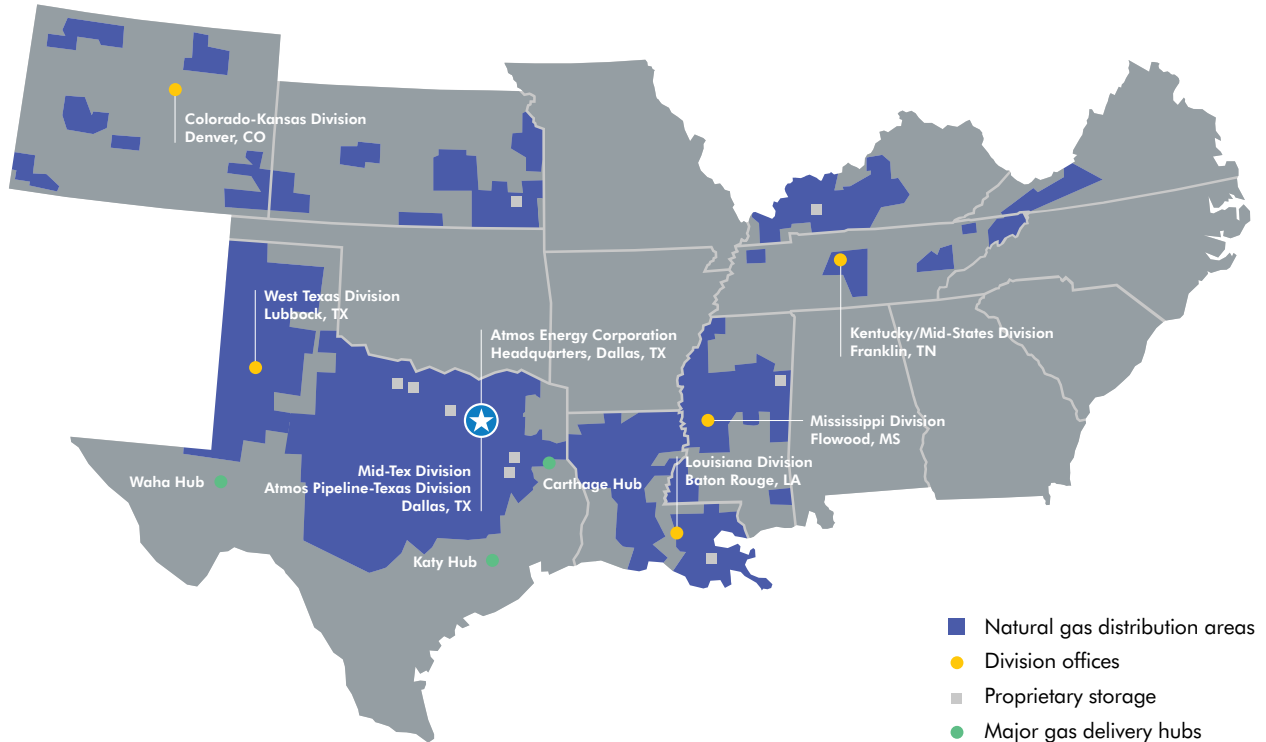 Colorado-Kansas Division
Denver, CO
West Texas Division
Lubbock, TX
Atmos Energy Corporation
Headquarters, Dallas, TX
Kentucky/Mid-States Division
Franklin, TN
Mississippi Division
Flowood, MS
Louisiana Division
Baton Rouge, LA
Mid-Tex Division
Atmos Pipeline-Texas Division
Dallas, TX
Waha Hub
Carthage Hub
Katy Hub
Natural gas distribution areas
Division offices
Proprietary storage
Major gas delivery hubs